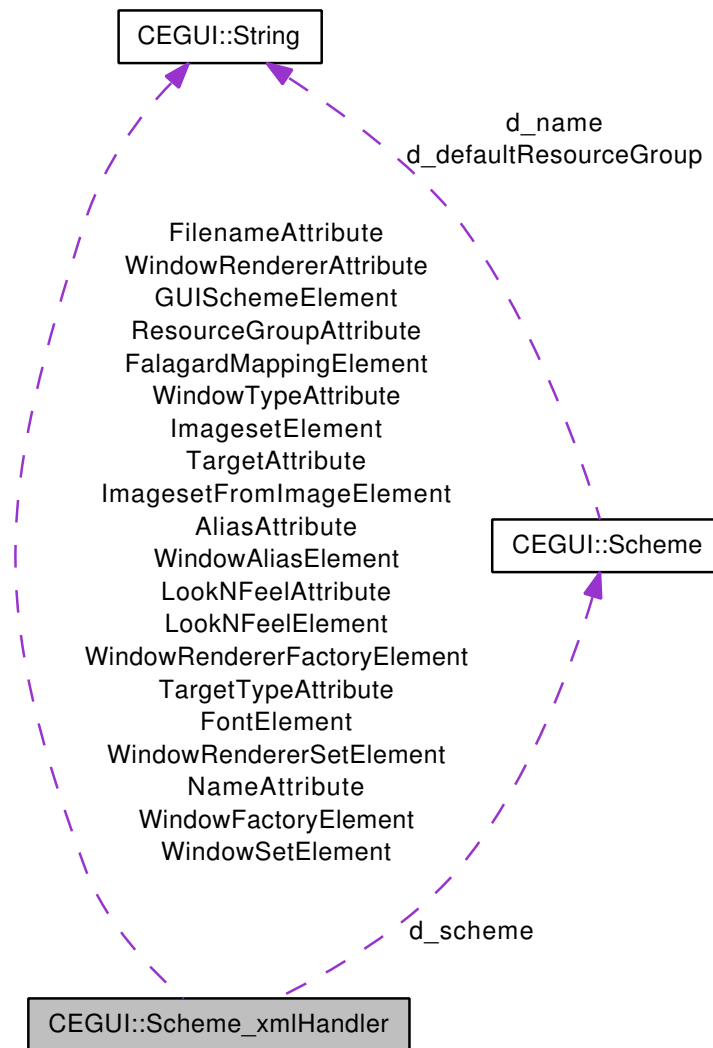 CEGUI::String
d_name
d_defaultResourceGroup
FilenameAttribute
WindowRendererAttribute
GUISchemeElement
ResourceGroupAttribute
FalagardMappingElement
WindowTypeAttribute
ImagesetElement
TargetAttribute
ImagesetFromImageElement
AliasAttribute
WindowAliasElement
LookNFeelAttribute
LookNFeelElement
WindowRendererFactoryElement
TargetTypeAttribute
FontElement
WindowRendererSetElement
NameAttribute
WindowFactoryElement
WindowSetElement
CEGUI::Scheme
d_scheme
CEGUI::Scheme_xmlHandler